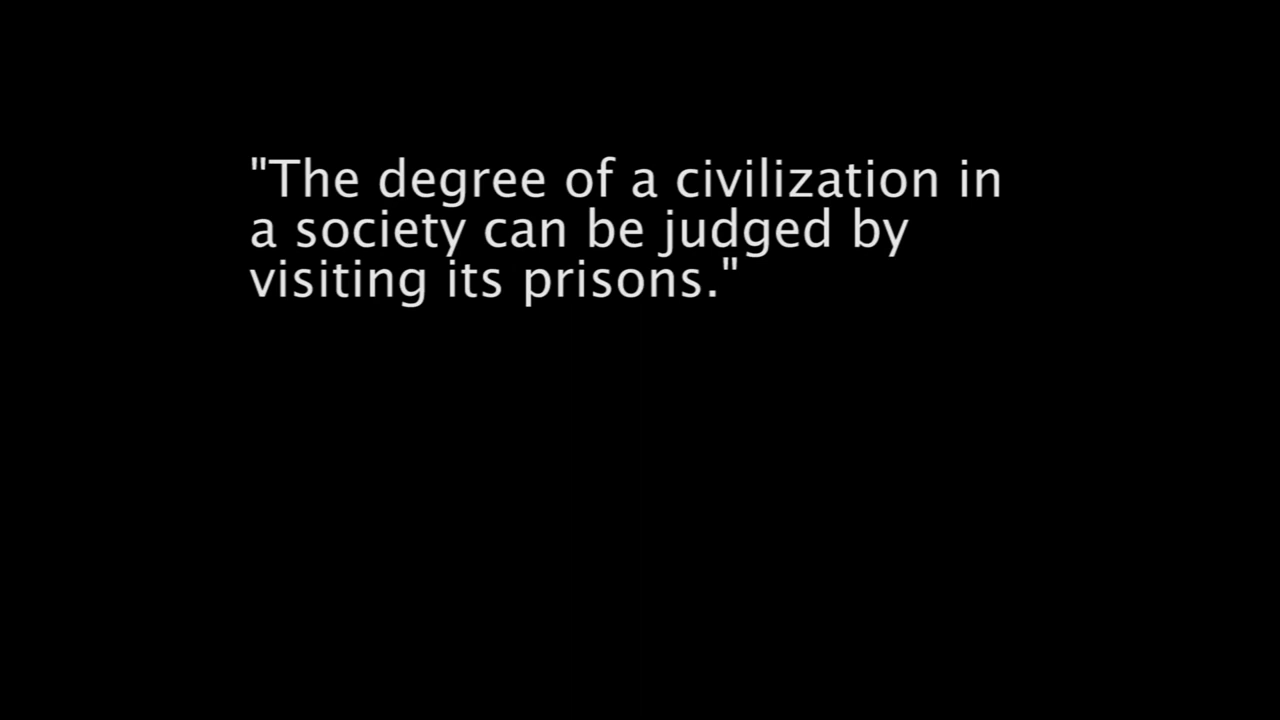 "The degree of a civilization in
a society can be judged by
visiting its prisons."